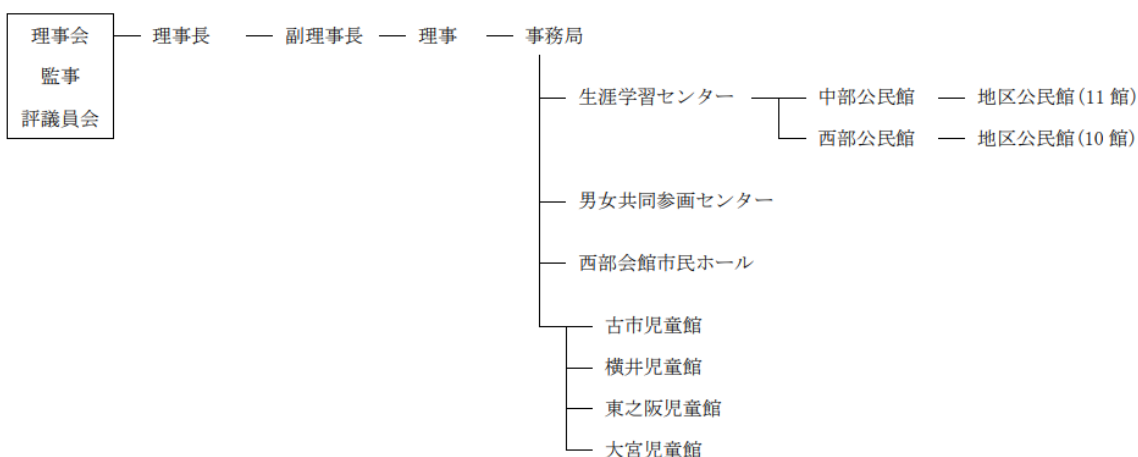 理事会 理事長 副理事長 理事 事務局
監事
評議員会
生涯学習センター 中部公民館 地区公民館(11 館)
西部公民館 地区公民館(10 館)
男女共同参画センター
西部会館市民ホール
古市児童館
横井児童館
東之阪児童館
大宮児童館